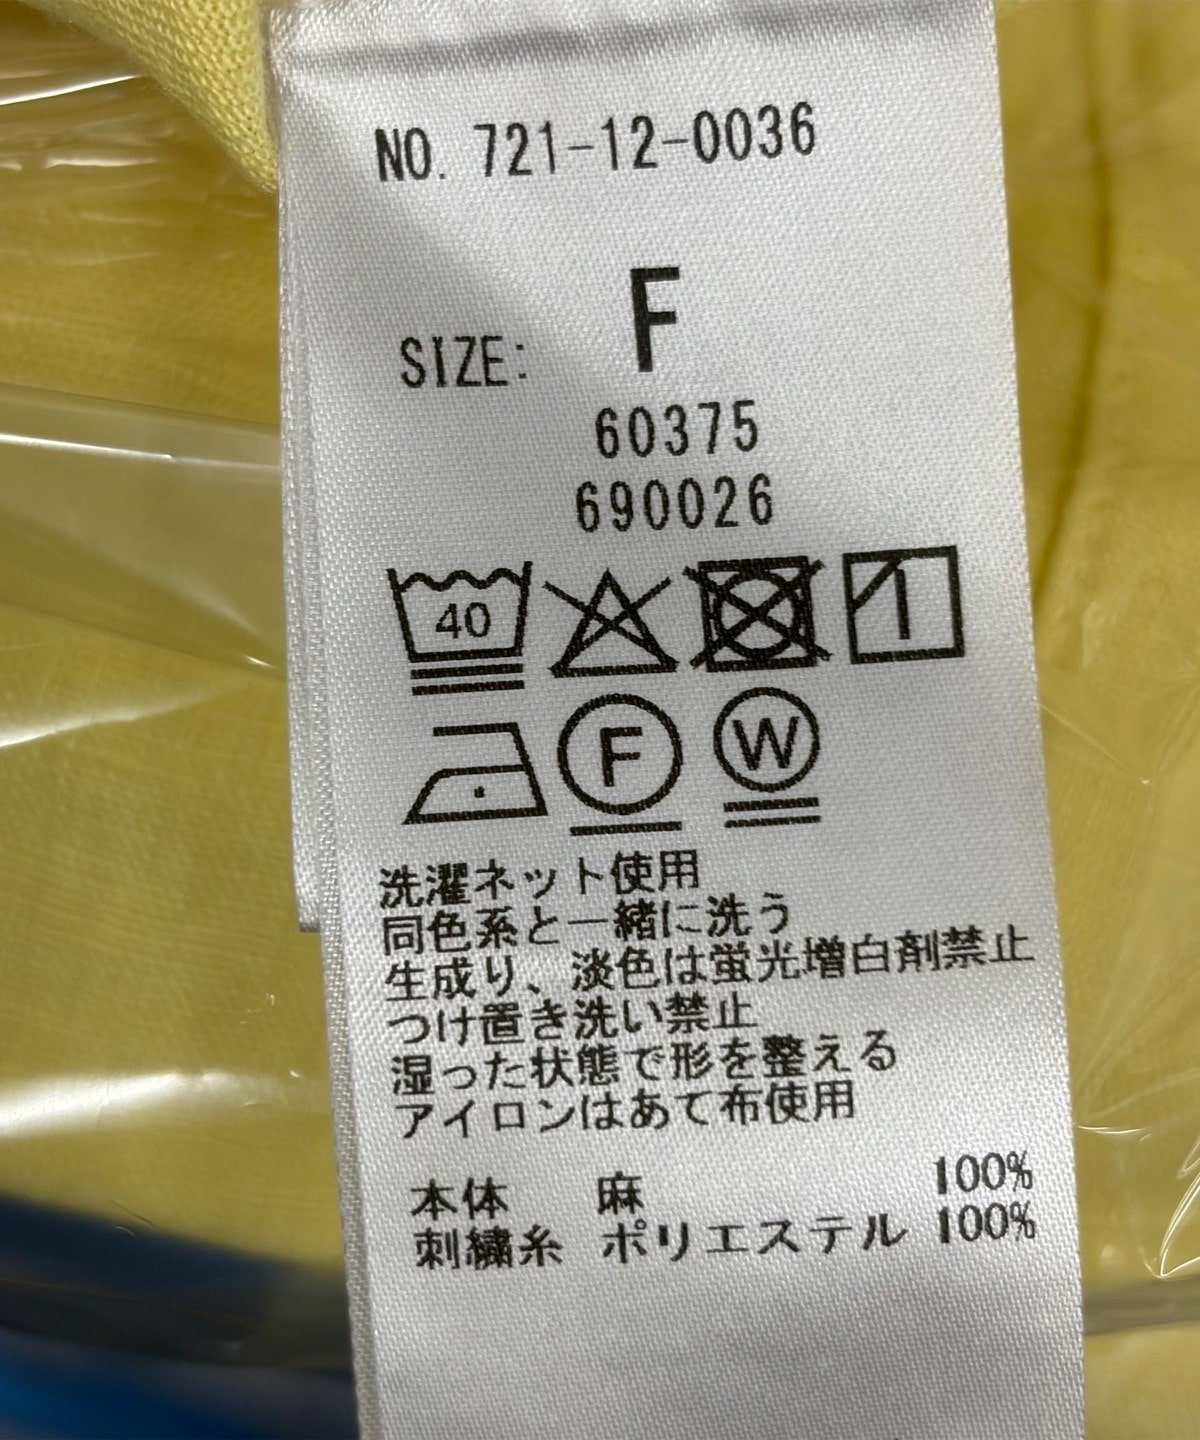 NO. 721-12-0036
SIZE: F
60375
690026
40
F W
洗濯ネット使用
同色系と一緒に洗う
生成り、淡色は蛍光増白剤禁止
つけ置き洗い禁止
湿った状態で形を整える
アイロンはあて布使用
本体 麻 100%
刺繍糸 ポリエステル 100%